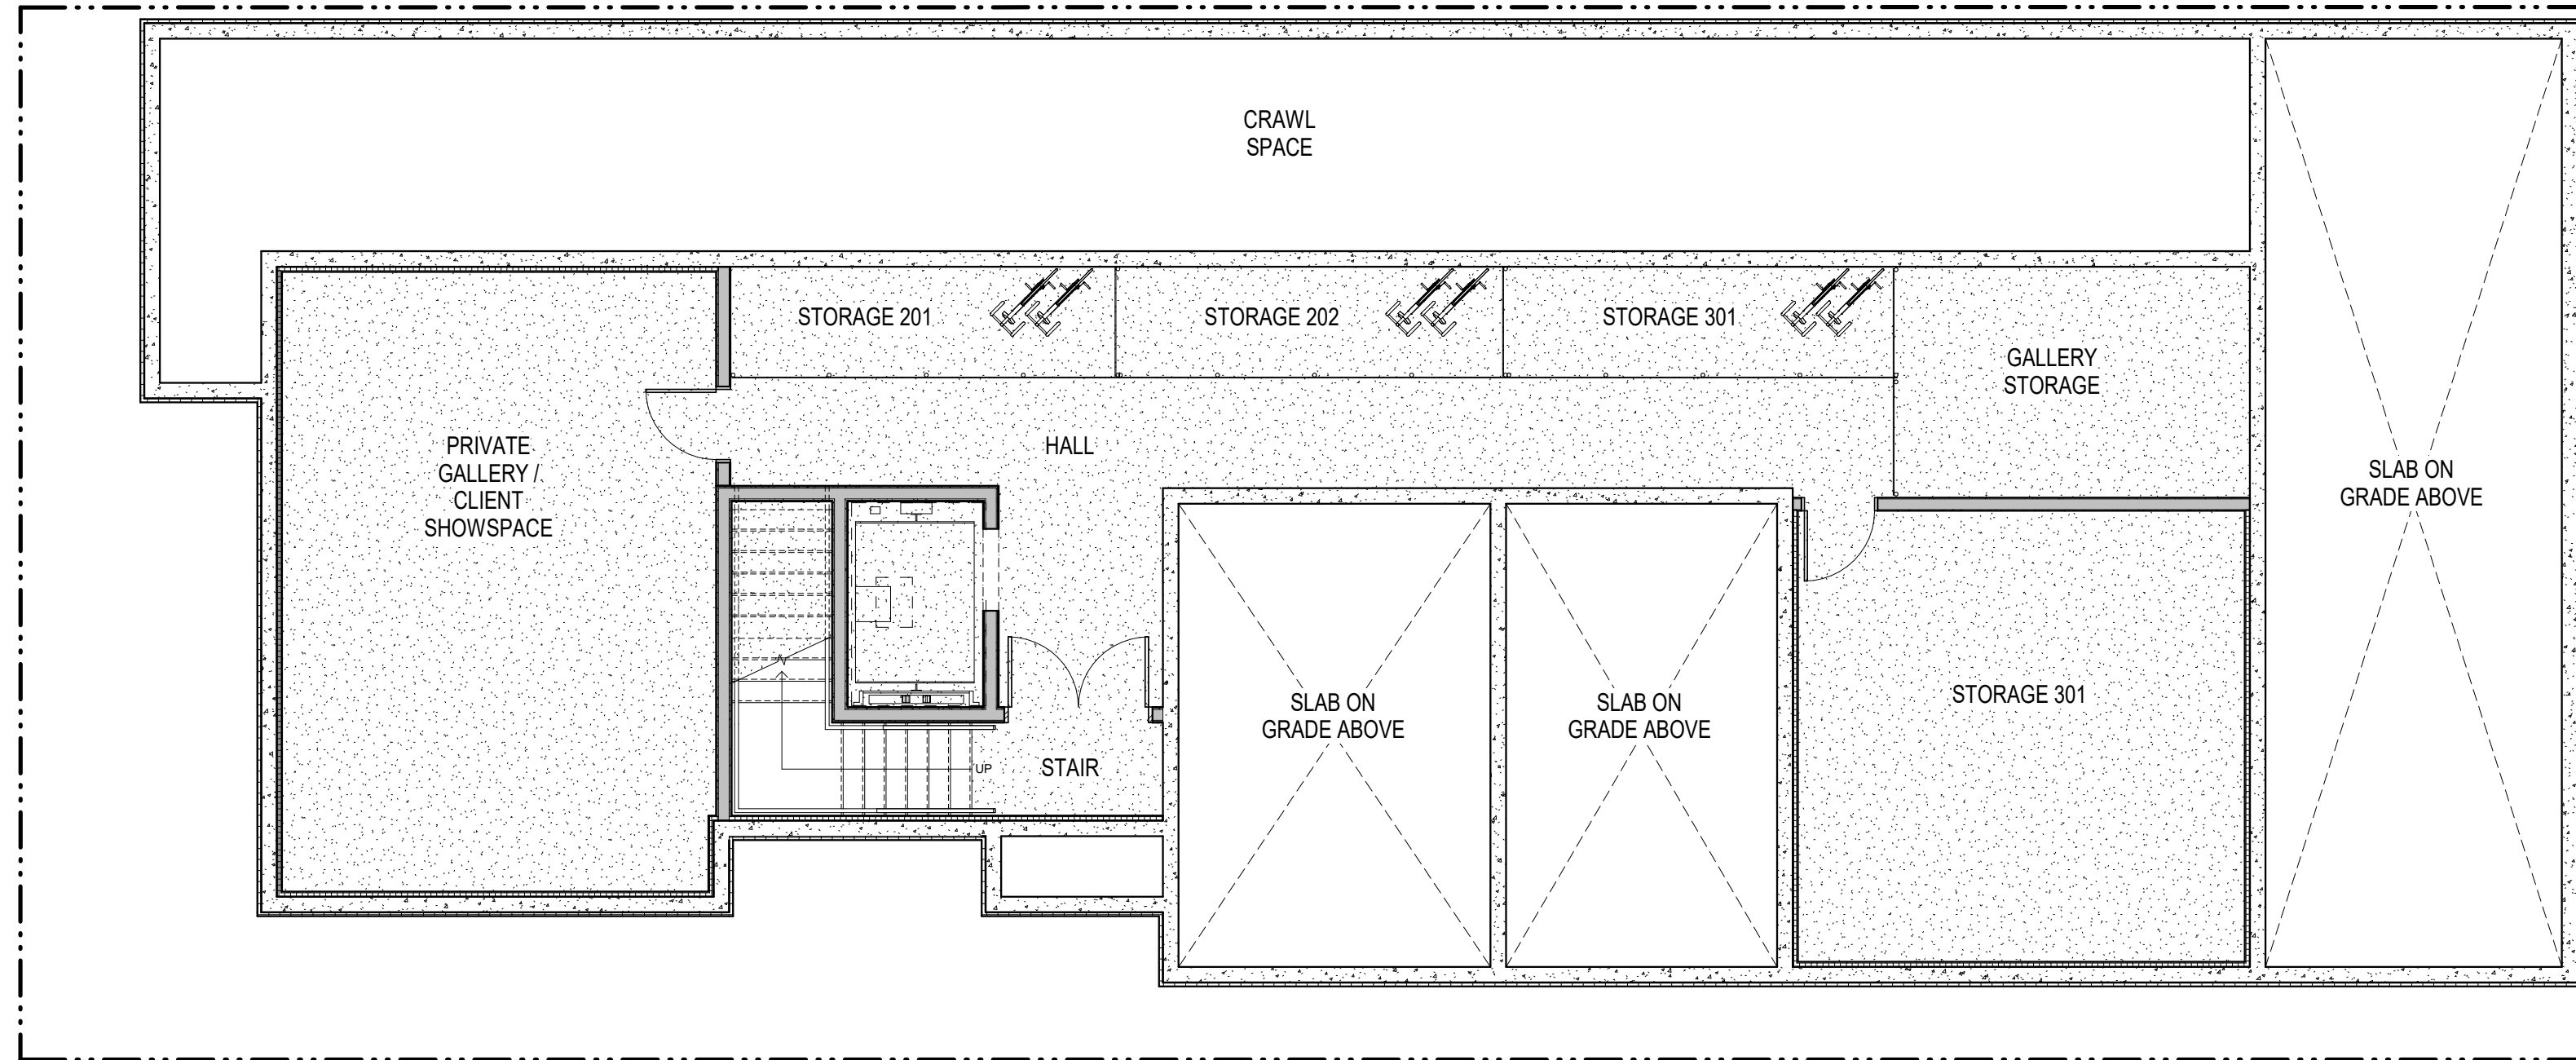 CRAWL
SPACE
STORAGE 201
STORAGE 202
STORAGE 301
GALLERY
STORAGE
PRIVATE
GALLERY /
CLIENT
SHOWSPACE
HALL
SLAB ON
GRADE ABOVE
SLAB ON
GRADE ABOVE
SLAB ON
GRADE ABOVE
STORAGE 301
UP
STAIR